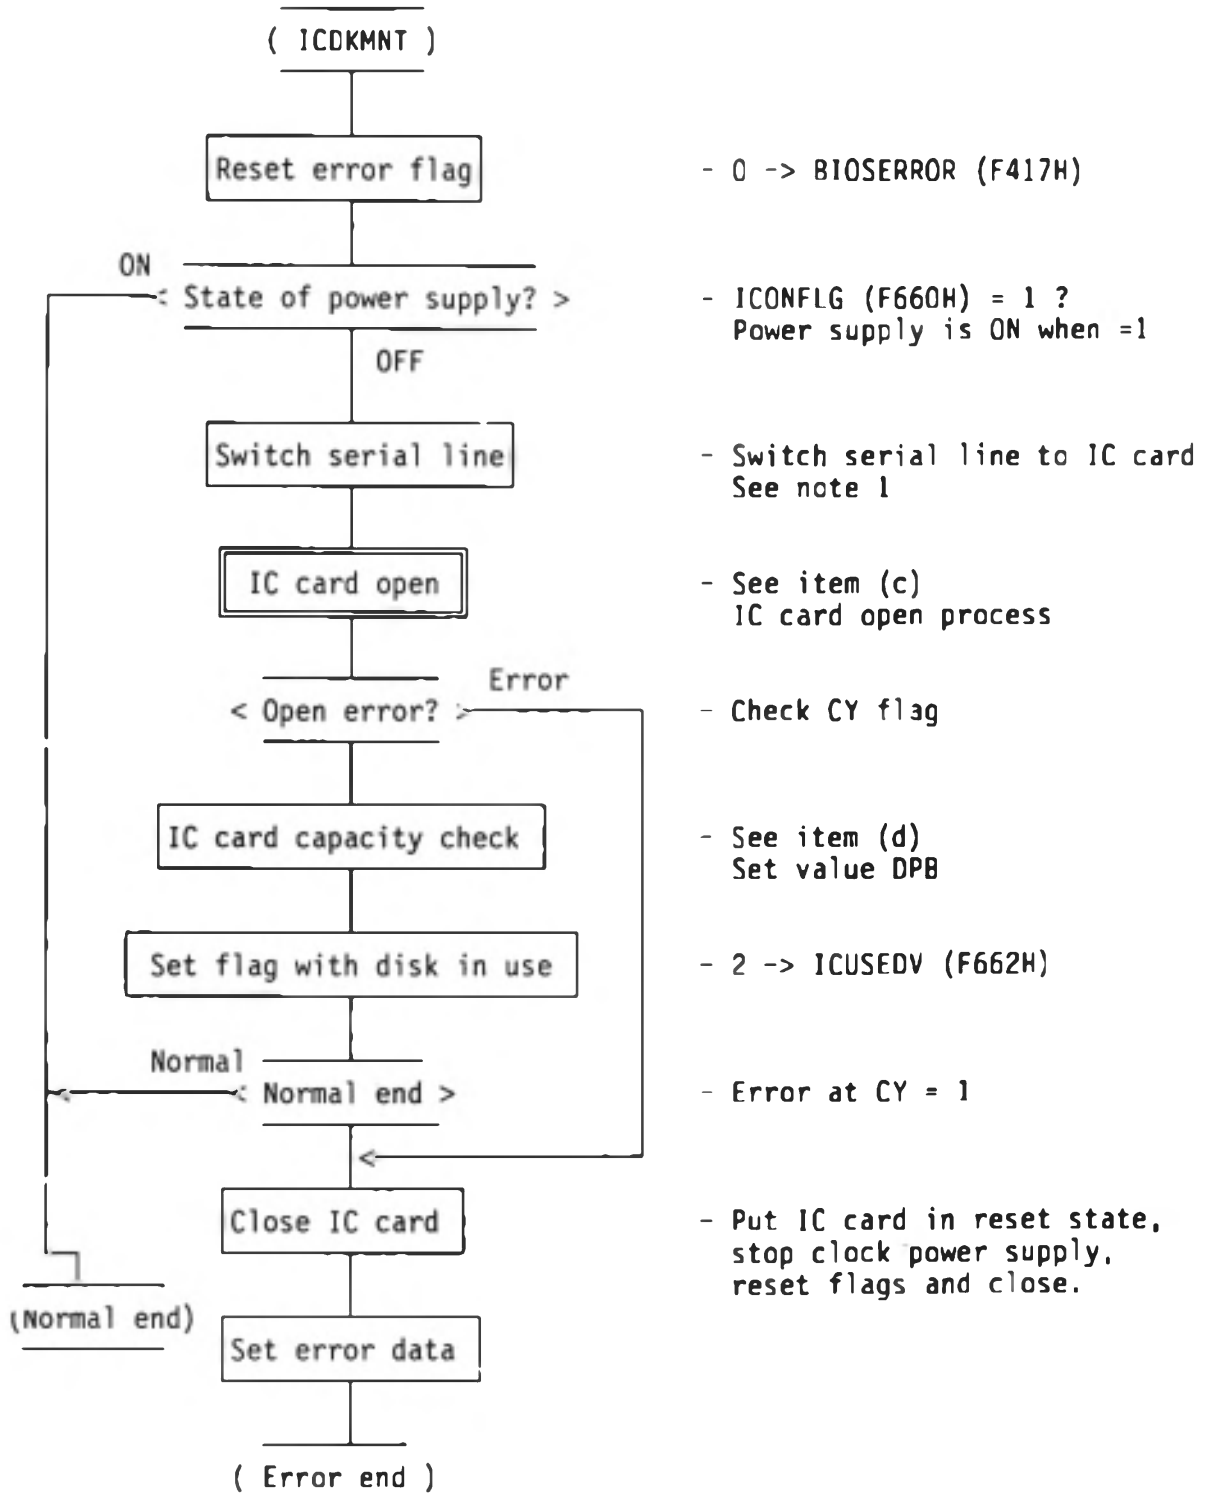 ( ICDKMNT )
Reset error flag - 0 -> BIOSERROR (F417H)
ON
< State of power supply? > - ICONFLG (F660H) = 1 ?
Power supply is ON when =1
OFF
Switch serial line - Switch serial line to IC card
See note 1
IC card open - See item (c)
IC card open process
Error
< Open error? > - Check CY flag
IC card capacity check - See item (d)
Set value DPB
Set flag with disk in use - 2 -> ICUSEDV (F662H)
Normal
< Normal end > - Error at CY = 1
<
Close IC card - Put IC card in reset state,
stop clock power supply,
reset flags and close.
(Normal end)
Set error data
( Error end )